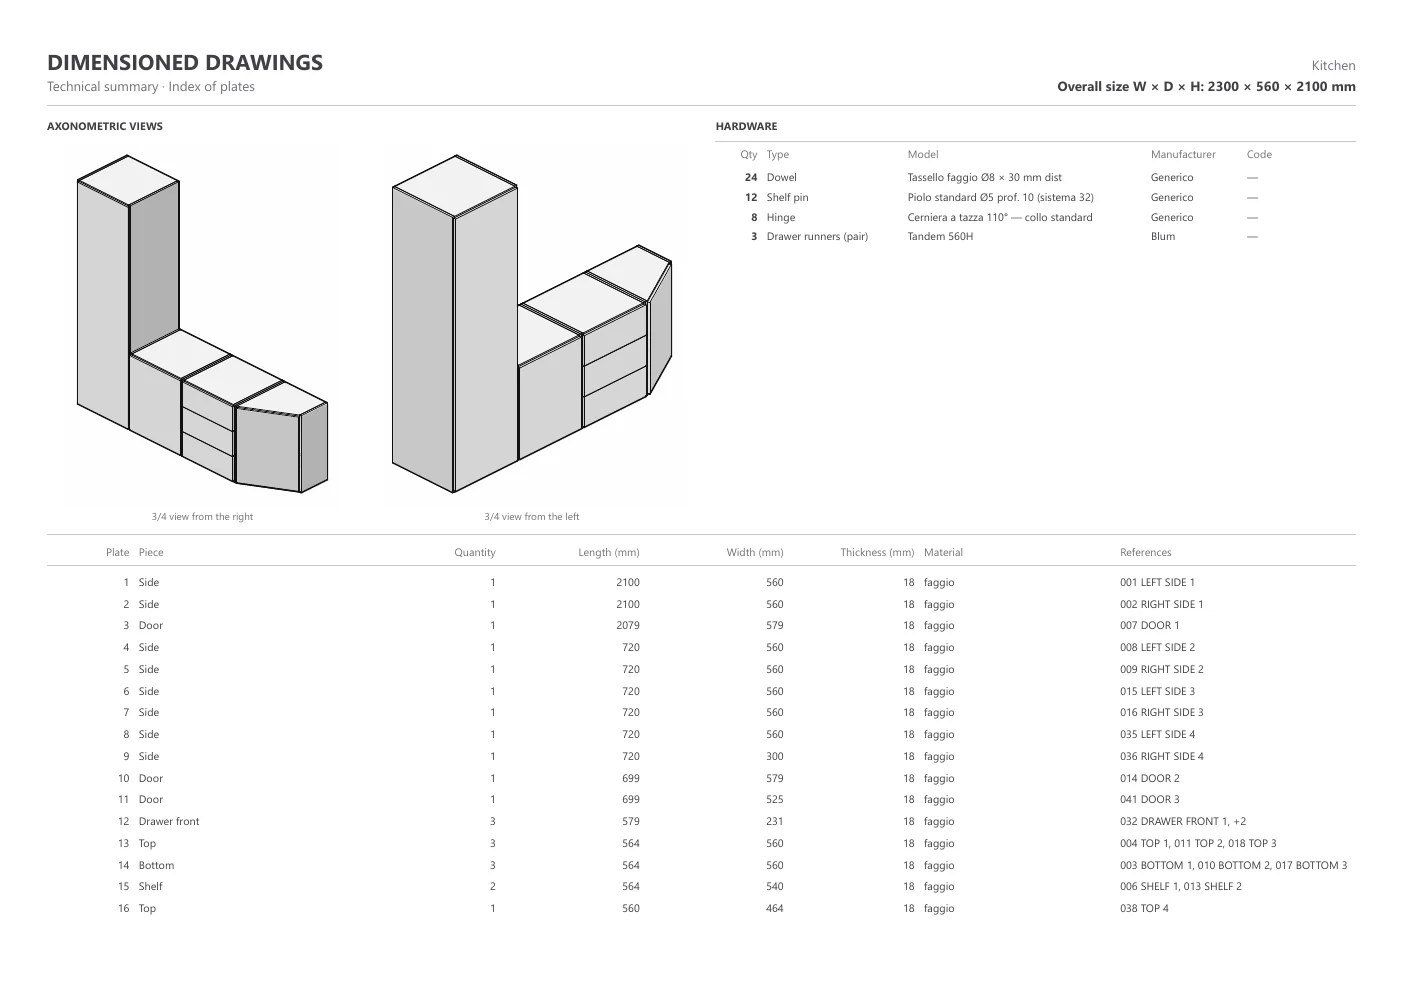 DIMENSIONED DRAWINGS
Technical summary · Index of plates
Kitchen
Overall size W × D × H: 2300 × 560 × 2100 mm
AXONOMETRIC VIEWS
3/4 view from the right
3/4 view from the left
HARDWARE
Qty Type Model Manufacturer Code
24 Dowel Tassello faggio Ø8 × 30 mm dist Generico —
12 Shelf pin Piolo standard Ø5 prof. 10 (sistema 32) Generico —
8 Hinge Cerniera a tazza 110° — collo standard Generico —
3 Drawer runners (pair) Tandem 560H Blum —
Plate Piece Quantity Length (mm) Width (mm) Thickness (mm) Material References
1 Side 1 2100 560 18 faggio 001 LEFT SIDE 1
2 Side 1 2100 560 18 faggio 002 RIGHT SIDE 1
3 Door 1 2079 579 18 faggio 007 DOOR 1
4 Side 1 720 560 18 faggio 008 LEFT SIDE 2
5 Side 1 720 560 18 faggio 009 RIGHT SIDE 2
6 Side 1 720 560 18 faggio 015 LEFT SIDE 3
7 Side 1 720 560 18 faggio 016 RIGHT SIDE 3
8 Side 1 720 560 18 faggio 035 LEFT SIDE 4
9 Side 1 720 300 18 faggio 036 RIGHT SIDE 4
10 Door 1 699 579 18 faggio 014 DOOR 2
11 Door 1 699 525 18 faggio 041 DOOR 3
12 Drawer front 3 579 231 18 faggio 032 DRAWER FRONT 1, +2
13 Top 3 564 560 18 faggio 004 TOP 1, 011 TOP 2, 018 TOP 3
14 Bottom 3 564 560 18 faggio 003 BOTTOM 1, 010 BOTTOM 2, 017 BOTTOM 3
15 Shelf 2 564 540 18 faggio 006 SHELF 1, 013 SHELF 2
16 Top 1 560 464 18 faggio 038 TOP 4